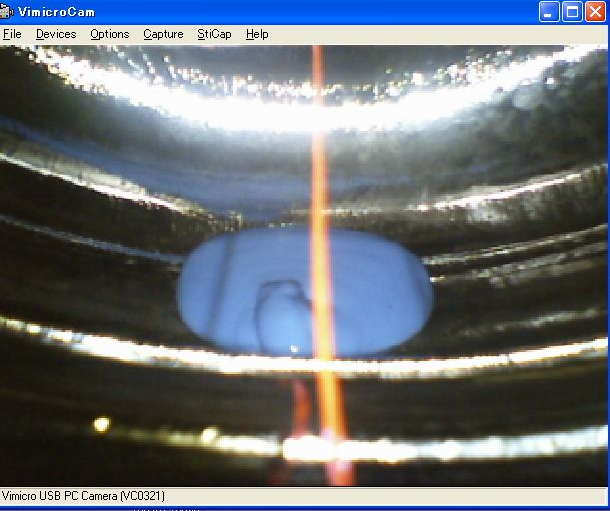 VimicroCam
File Devices Options Capture StiCap Help
Vimicro USB PC Camera (VC0321)